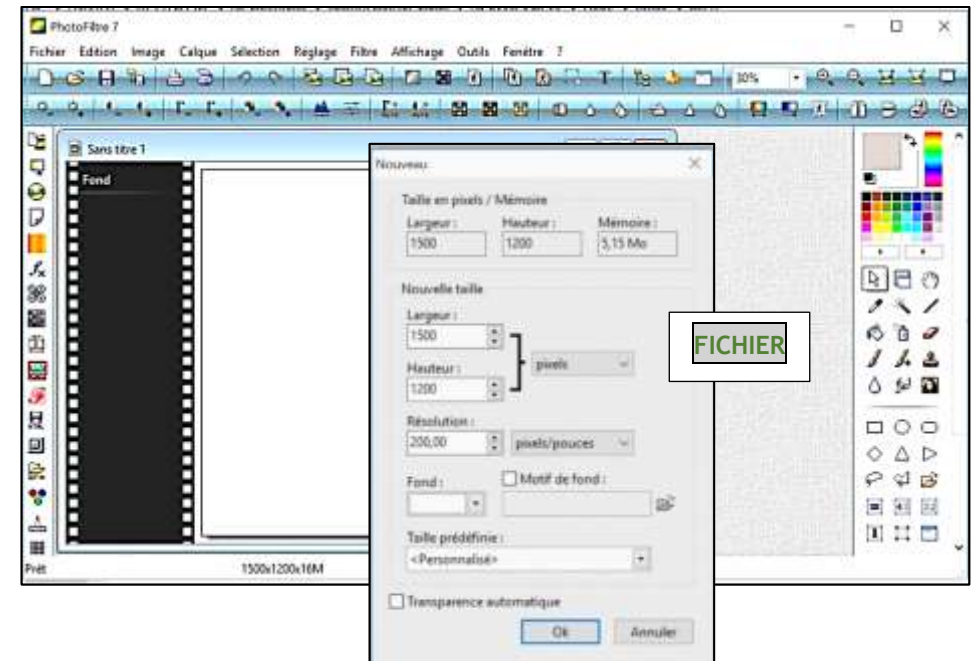 PhotoFiltre 7
Fichier Edition Image Calque Sélection Réglage Filtre Affichage Outils Fenêtre ?
30%
Sans titre 1
Fond
Nouveau
Taille en pixels / Mémoire
Largeur : Hauteur : Mémoire :
1500 1200 5,15 Mo
Nouvelle taille
Largeur :
1500
pixels
Hauteur :
1200
FICHIER
Résolution :
200,00 pixels/pouces
Fond : Motif de fond :
Taille prédéfinie :
<Personnalisé>
Transparence automatique
Ok Annuler
Prêt 1500x1200x16M